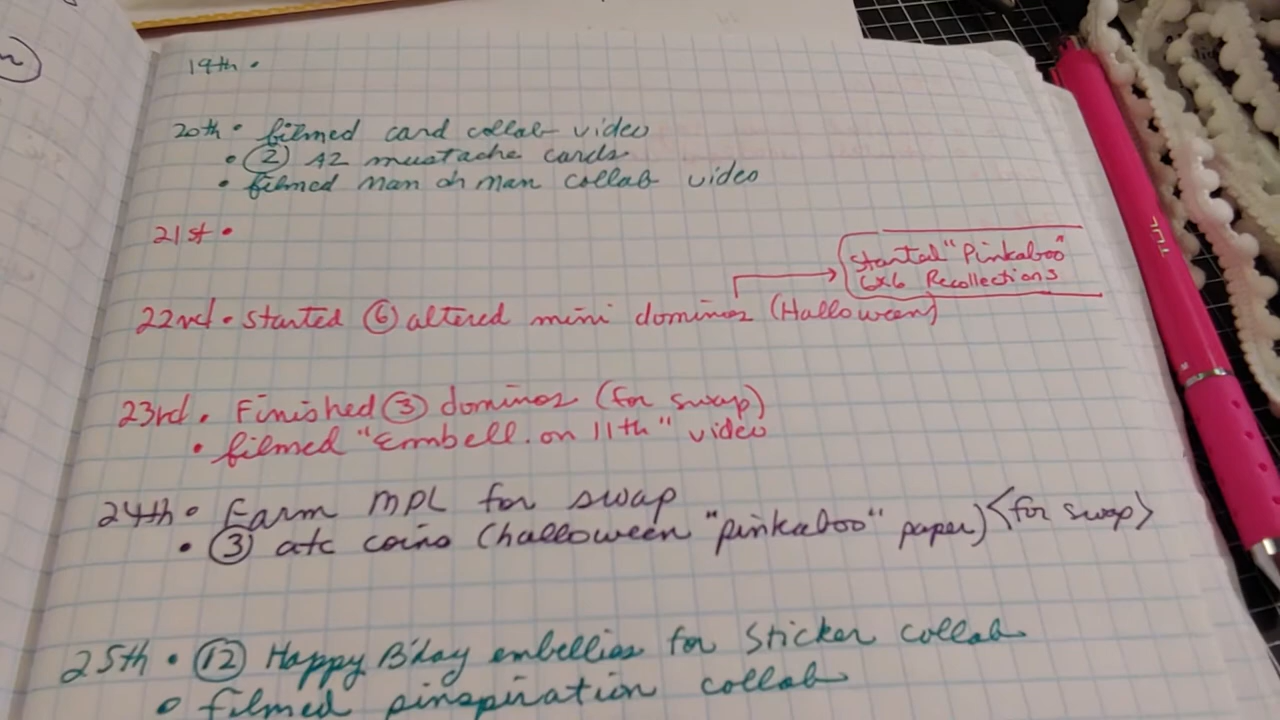 19th •
20th • filmed card collab video
• (2) A2 mustache cards
• filmed man oh man collab video
21st •
Started "Pinkaboo"
6x6 Recollections
22nd • started (6) altered mini dominos (Halloween)
23rd • Finished (3) dominos (for swap)
• filmed "Embell. on 11th" video
24th • Farm MPL for swap
• (3) atc coins (halloween "pinkaboo" paper) <for swap>
25th • (12) Happy B'day embellies for Sticker collab
• filmed pinspiration collab
TUL
M